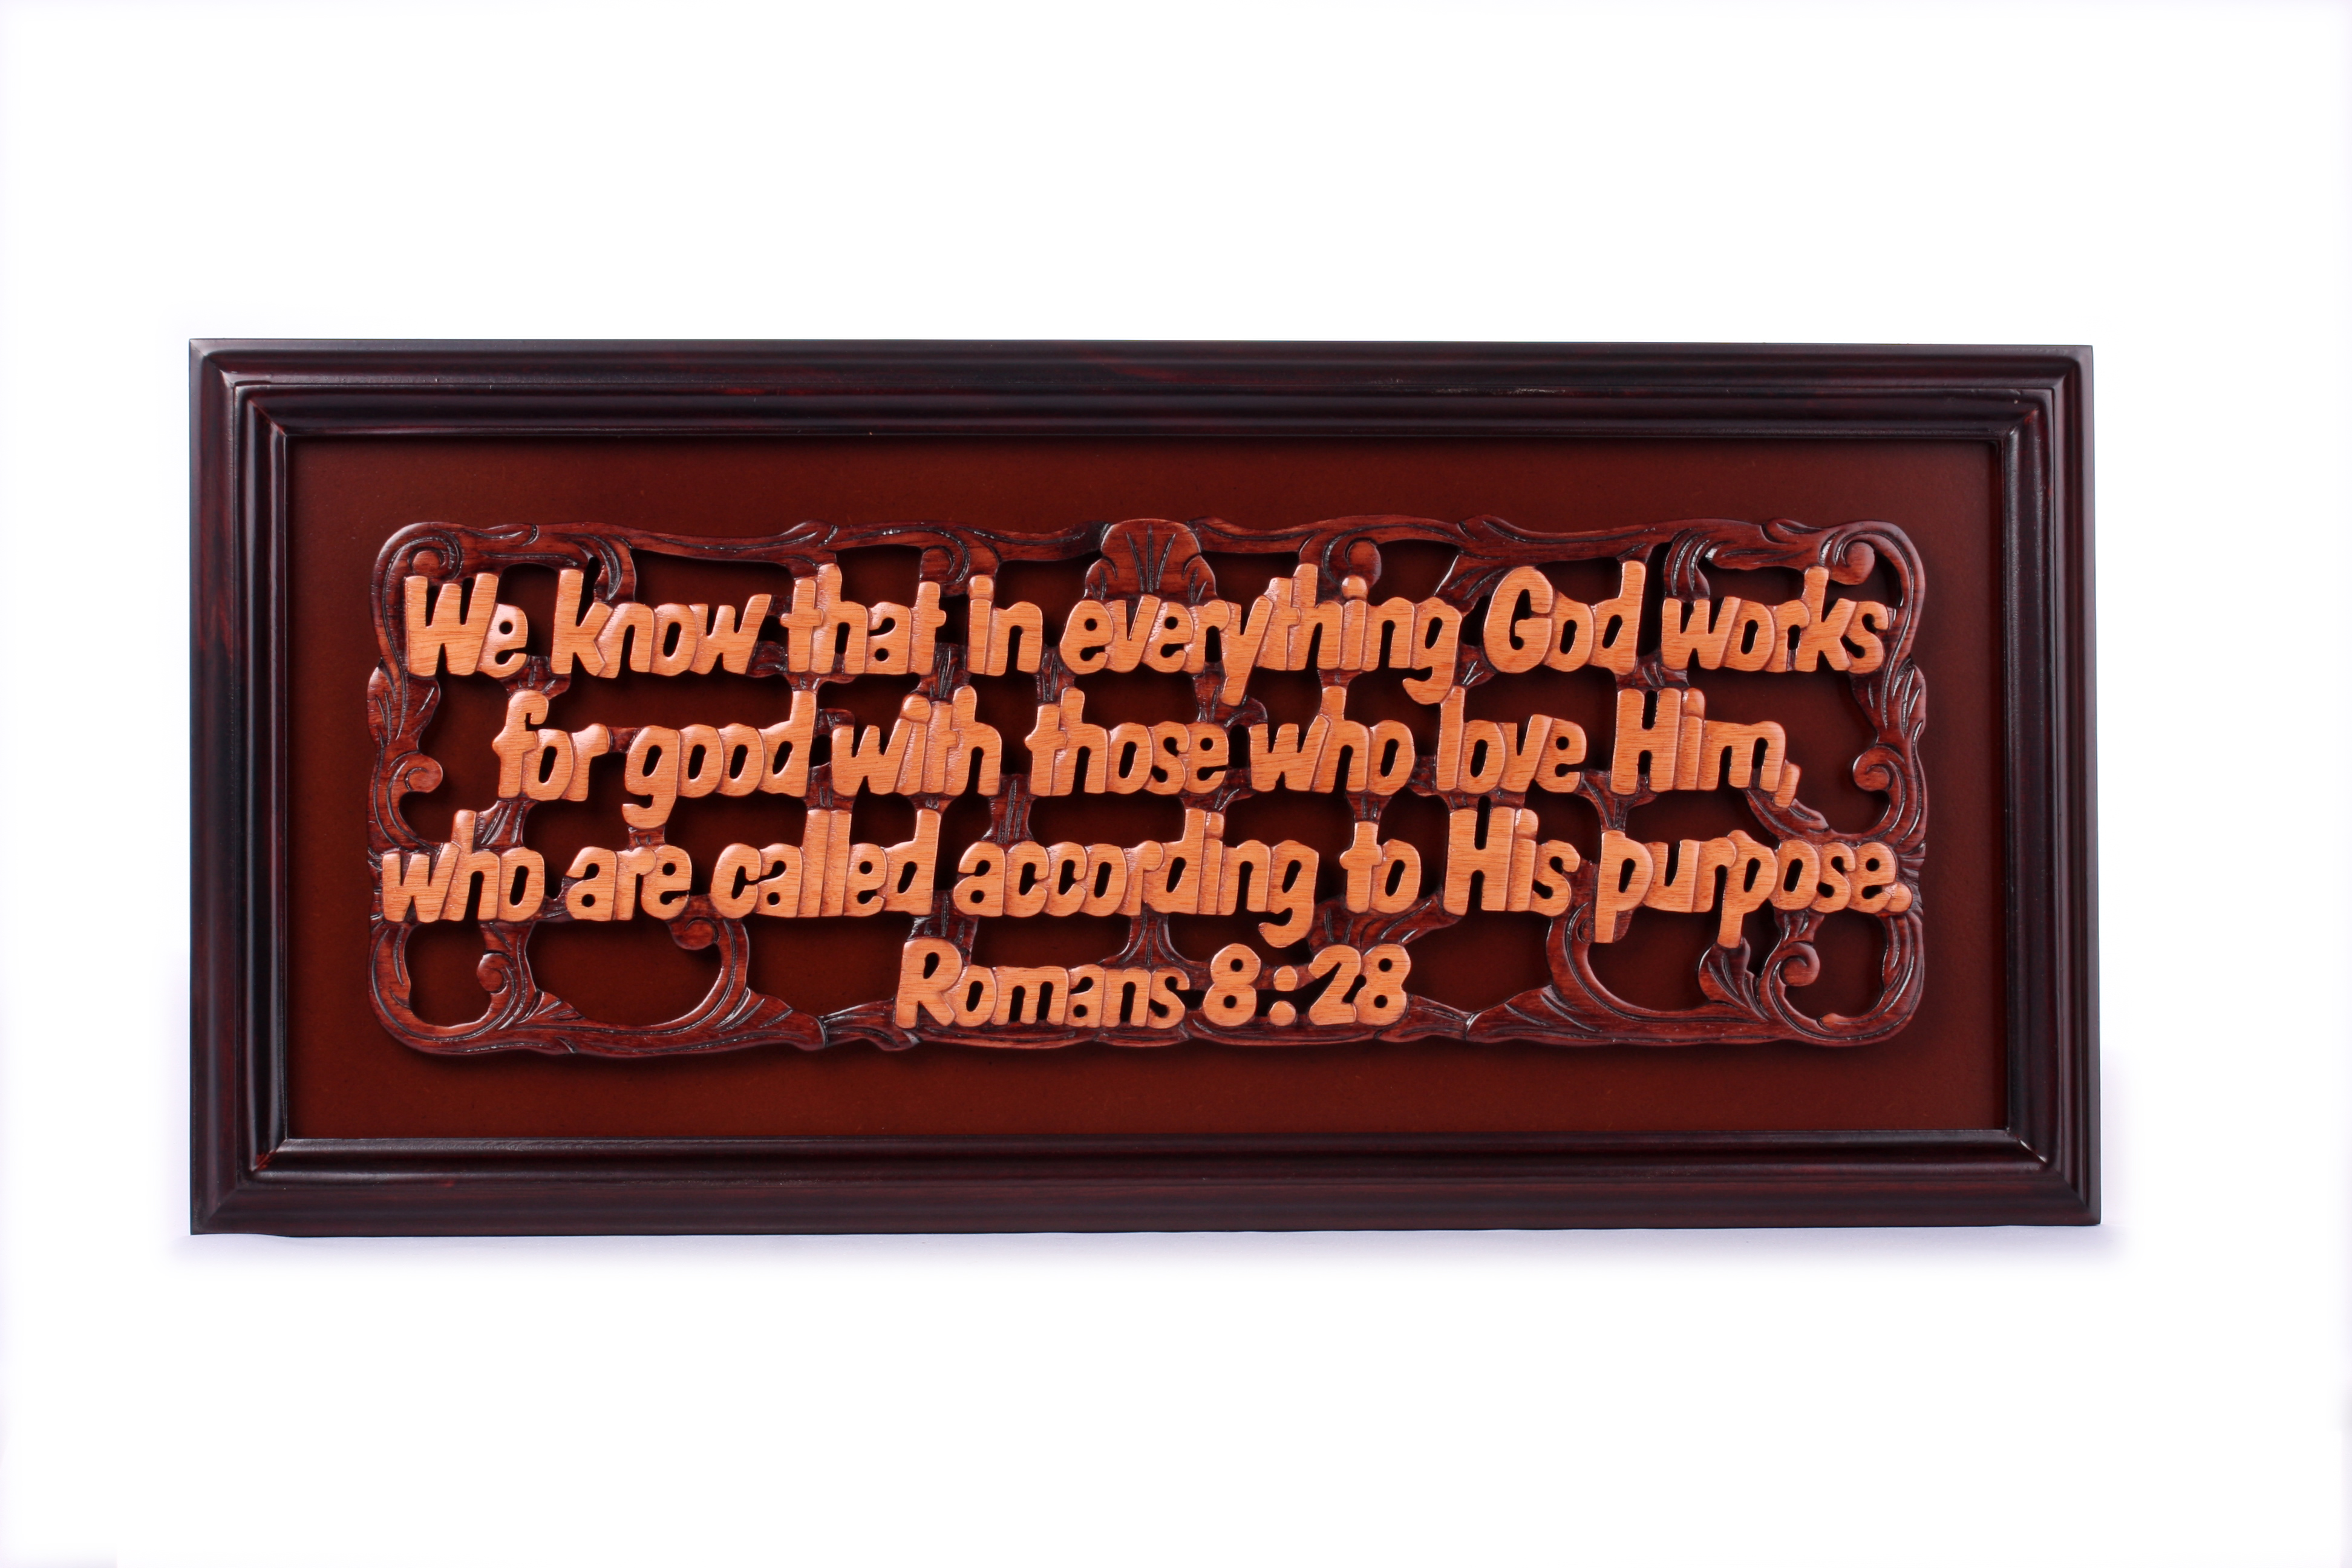 We know that in everything God works
for good with those who love Him,
who are called according to His purpose.
Romans 8:28